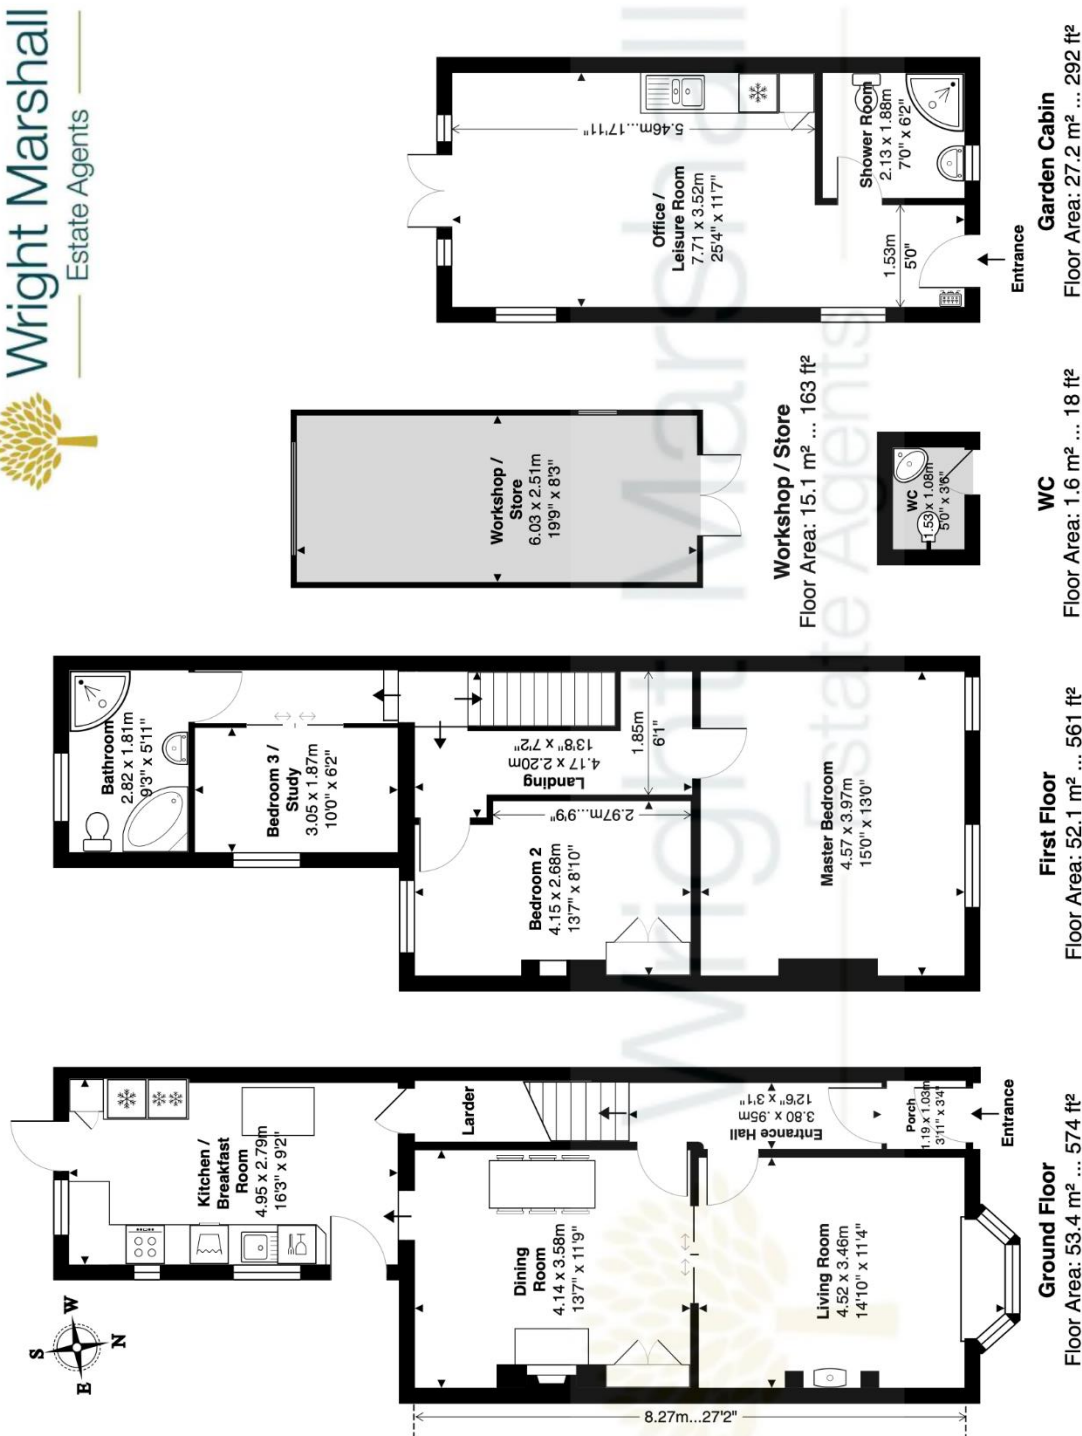 Wright Marshall
Estate Agents
S
E
W
N
Kitchen /
Breakfast
Room
4.95 x 2.79m
16'3" x 9'2"
Larder
Dining
Room
4.14 x 3.58m
13'7" x 11'9"
Entrance Hall
3.80 x .95m
12'6" x 3'1"
Living Room
4.52 x 3.46m
14'10" x 11'4"
Porch
1.19 x 1.03m
3'11" x 3'4"
Entrance
8.27m...27'2"
Ground Floor
Floor Area: 53.4 m² ... 574 ft²
Bathroom
2.82 x 1.81m
9'3" x 5'11"
Bedroom 3 /
Study
3.05 x 1.87m
10'0" x 6'2"
Landing
4.17 x 2.20m
13'8" x 7'2"
1.85m
6'1"
Bedroom 2
4.15 x 2.68m
13'7" x 8'10"
2.97m...9'9"
Master Bedroom
4.57 x 3.97m
15'0" x 13'0"
First Floor
Floor Area: 52.1 m² ... 561 ft²
Workshop /
Store
6.03 x 2.51m
19'9" x 8'3"
Workshop / Store
Floor Area: 15.1 m² ... 163 ft²
WC
1.53 x 1.08m
5'0" x 3'6"
WC
Floor Area: 1.6 m² ... 18 ft²
Office /
Leisure Room
7.71 x 3.52m
25'4" x 11'7"
5.46m...17'11"
Shower Room
2.13 x 1.88m
7'0" x 6'2"
1.53m
5'0"
Entrance
Garden Cabin
Floor Area: 27.2 m² ... 292 ft²
Wright Marshall
Estate Agents